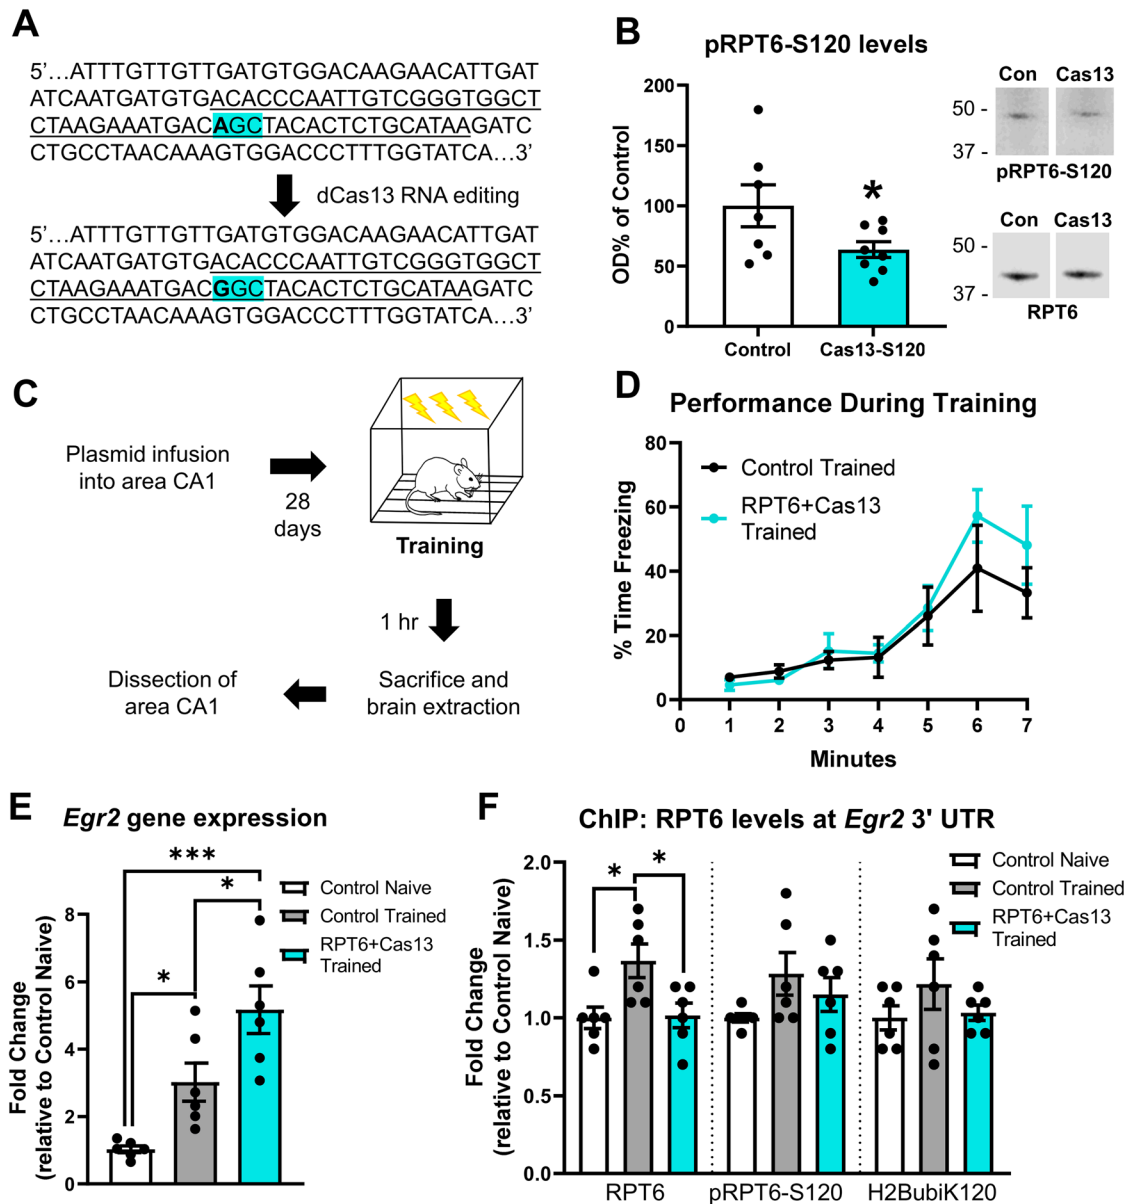 A
5’...ATTTGTTGTTGATGTGGACAAGAACATTGAT
ATCAATGATGTGACACCCAATTGTCGGGTGGCT
CTAAGAAATGACAGCTACACTCTGCATAAGATC
CTGCCTAACAAAGTGGACCCTTTGGTATCA...3’
dCas13 RNA editing
5’...ATTTGTTGTTGATGTGGACAAGAACATTGAT
ATCAATGATGTGACACCCAATTGTCGGGTGGCT
CTAAGAAATGACGGCTACACTCTGCATAAGATC
CTGCCTAACAAAGTGGACCCTTTGGTATCA...3’
B
pRPT6-S120 levels
OD% of Control
200
150
100
50
0
*
Control
Cas13-S120
Con Cas13
50 -
37 -
pRPT6-S120
Con Cas13
50 -
37 -
RPT6
C
Plasmid infusion
into area CA1
28
days
Training
1 hr
Sacrifice and
brain extraction
Dissection of
area CA1
D
Performance During Training
% Time Freezing
80
60
40
20
0
Control Trained
RPT6+Cas13
Trained
0 1 2 3 4 5 6 7
Minutes
E
Egr2 gene expression
Fold Change
(relative to Control Naive)
8
6
4
2
0
***
*
*
Control Naive
Control Trained
RPT6+Cas13
Trained
F
ChIP: RPT6 levels at Egr2 3' UTR
Fold Change
(relative to Control Naive)
2.0
1.5
1.0
0.5
0.0
*
*
Control Naive
Control Trained
RPT6+Cas13
Trained
RPT6
pRPT6-S120
H2BubiK120